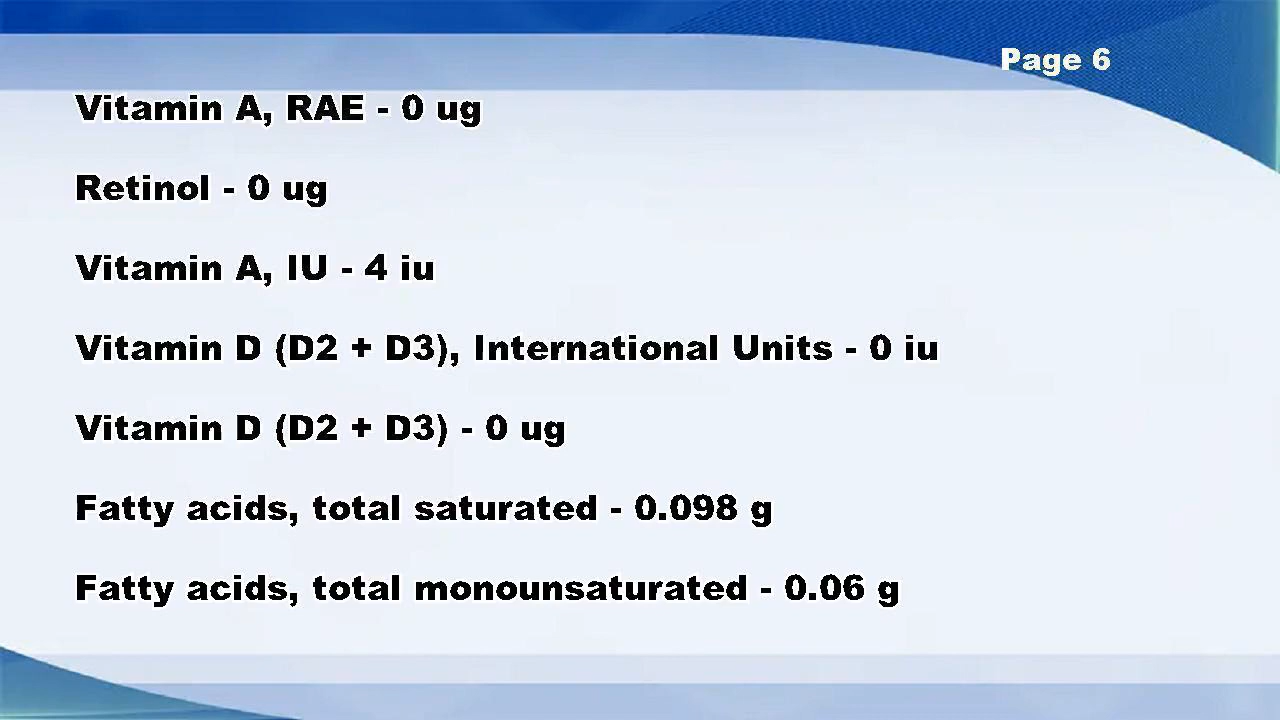 Page 6
Vitamin A, RAE - 0 ug
Retinol - 0 ug
Vitamin A, IU - 4 iu
Vitamin D (D2 + D3), International Units - 0 iu
Vitamin D (D2 + D3) - 0 ug
Fatty acids, total saturated - 0.098 g
Fatty acids, total monounsaturated - 0.06 g